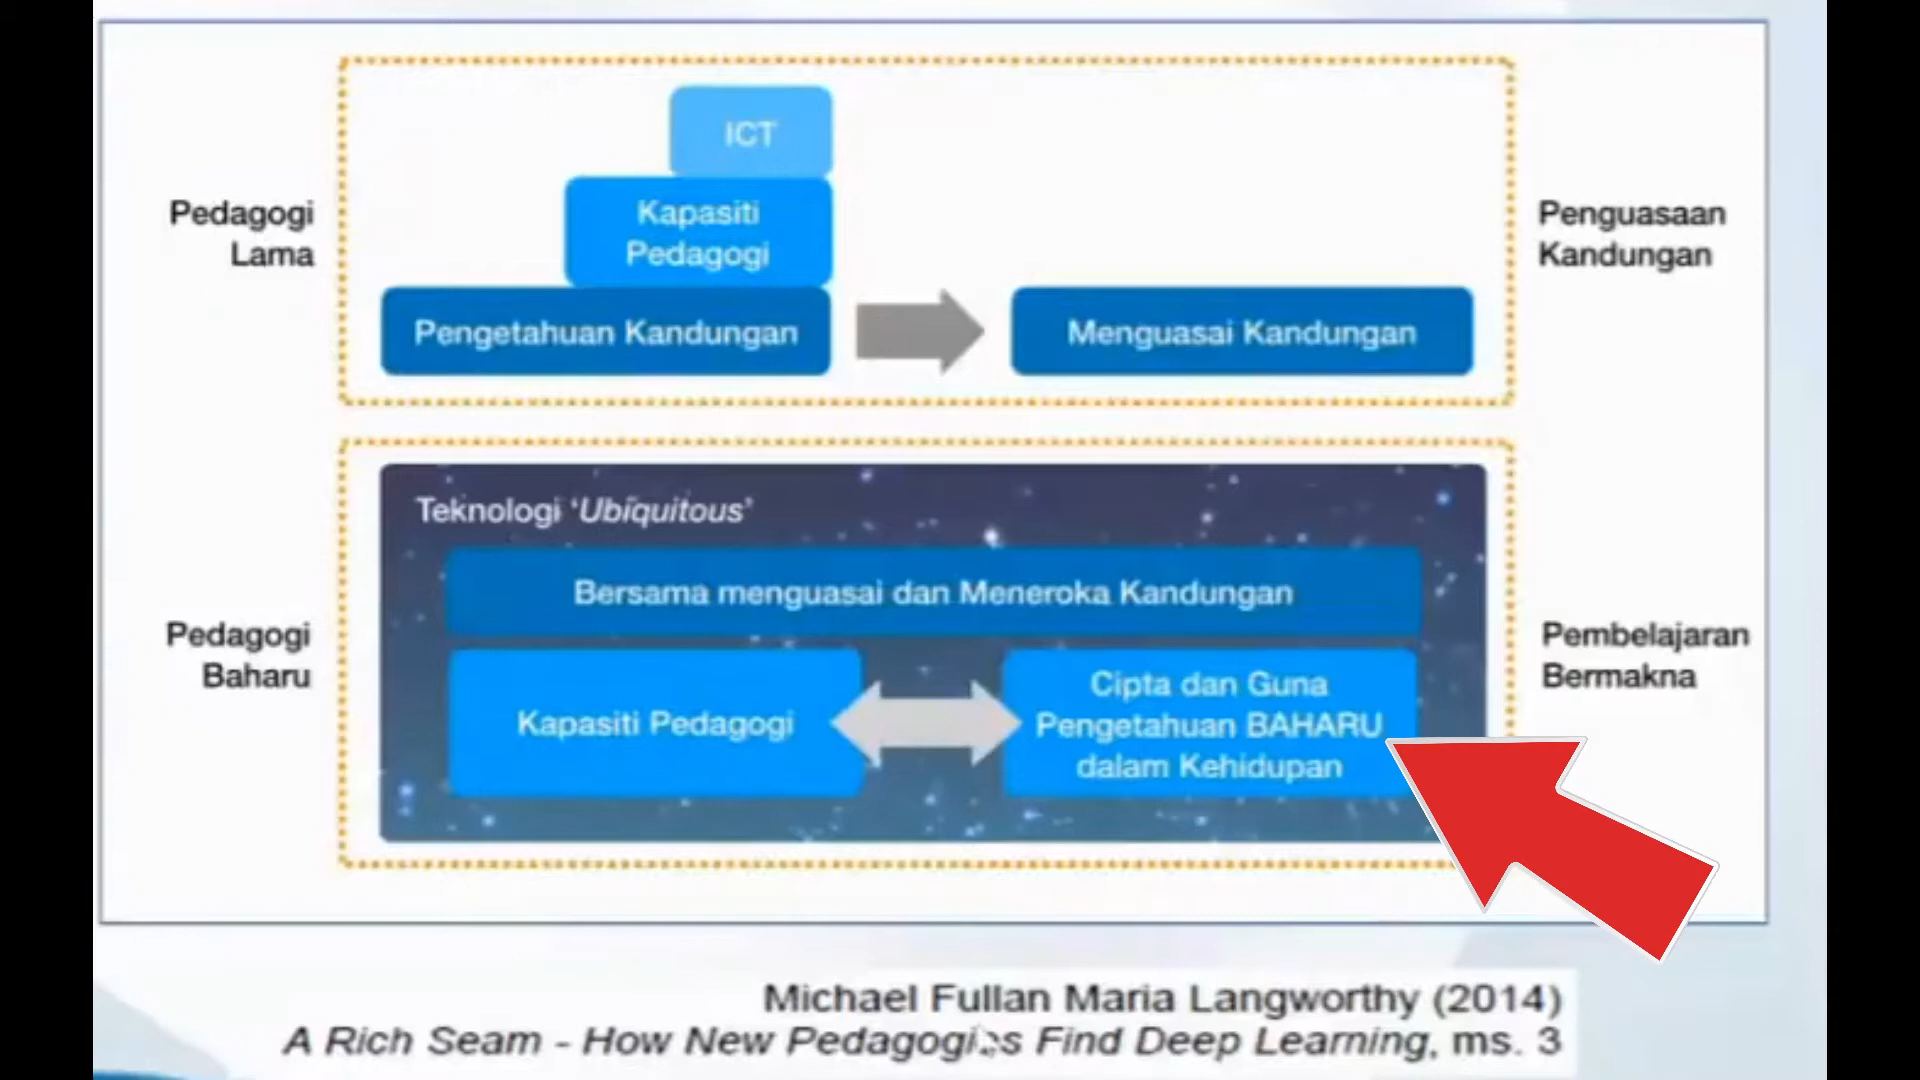 ICT
Pedagogi
Lama
Kapasiti
Pedagogi
Penguasaan
Kandungan
Pengetahuan Kandungan
Menguasai Kandungan
Teknologi ‘Ubiquitous’
Bersama menguasai dan Meneroka Kandungan
Pedagogi
Baharu
Kapasiti Pedagogi
Cipta dan Guna
Pengetahuan BAHARU
dalam Kehidupan
Pembelajaran
Bermakna
Michael Fullan Maria Langworthy (2014)
A Rich Seam - How New Pedagogies Find Deep Learning, ms. 3